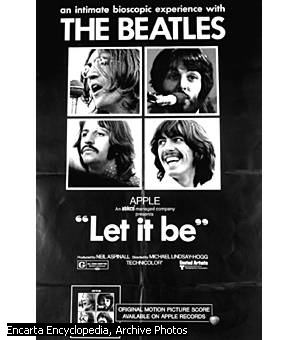 an intimate bioscopic experience with
THE BEATLES
APPLE
An abkco managed company
presents
"Let it be"
Produced by NEIL ASPINALL Directed by MICHAEL LINDSAY-HOGG
TECHNICOLOR®
United Artists
G
ORIGINAL MOTION PICTURE SCORE
AVAILABLE ON APPLE RECORDS
Encarta Encyclopedia, Archive Photos